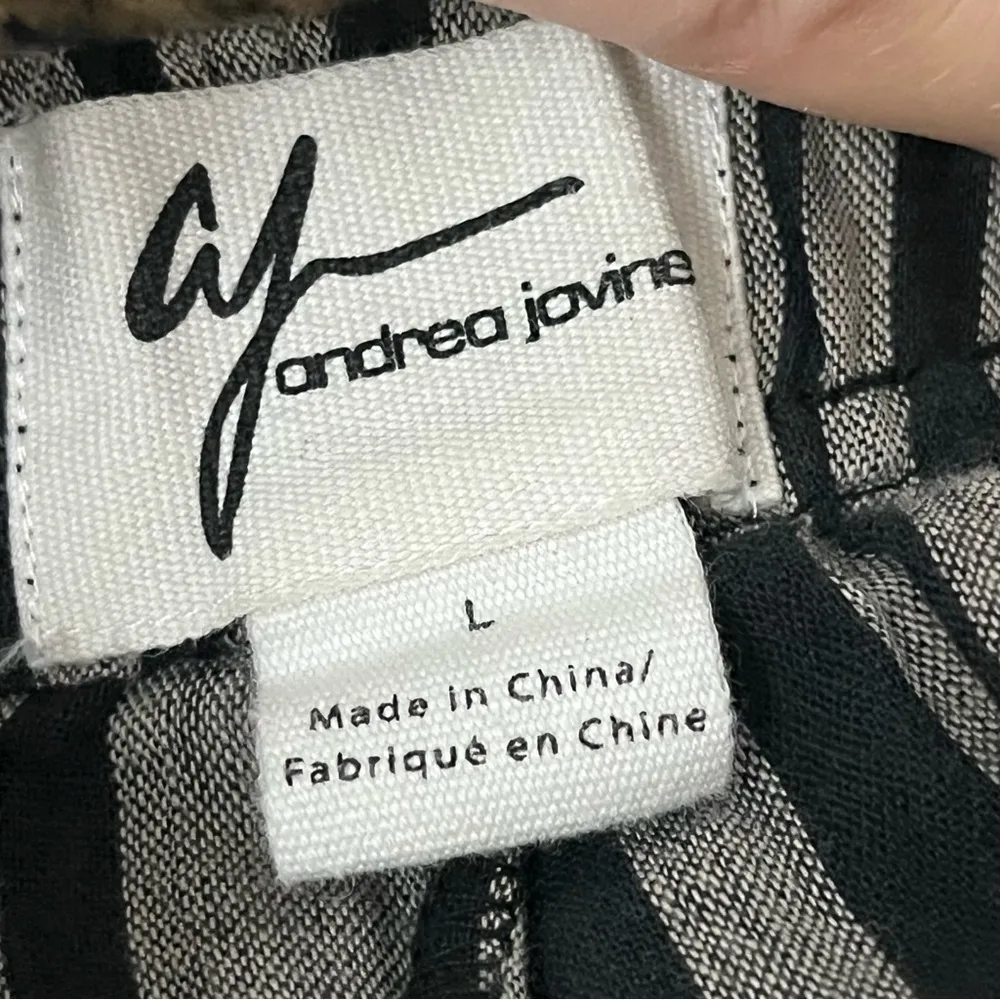 aj
andrea jovine
L
Made in China/
Fabriqué en Chine